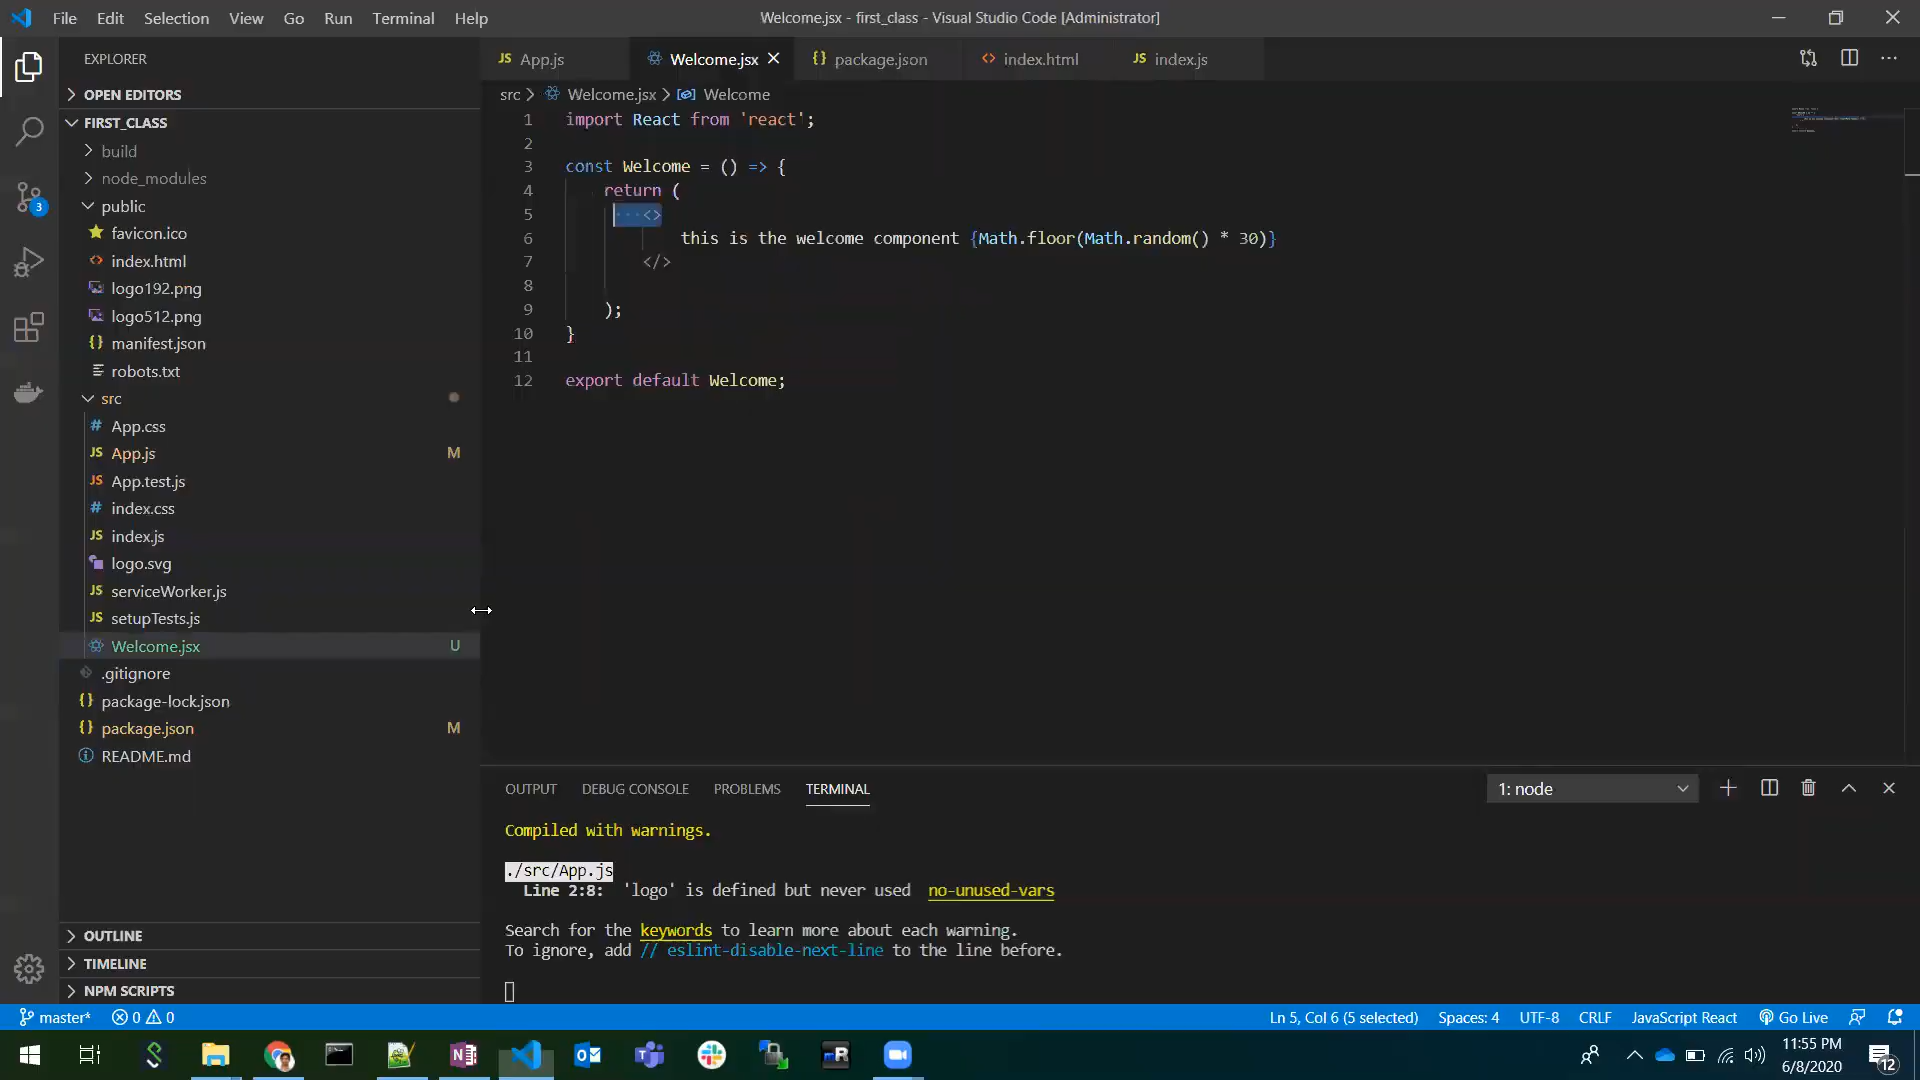 File Edit Selection View Go Run Terminal Help
Welcome.jsx - first_class - Visual Studio Code [Administrator]
EXPLORER
OPEN EDITORS
FIRST_CLASS
build
node_modules
public
favicon.ico
index.html
logo192.png
logo512.png
manifest.json
robots.txt
src
App.css
App.js M
App.test.js
index.css
index.js
logo.svg
serviceWorker.js
setupTests.js
Welcome.jsx U
.gitignore
package-lock.json
package.json M
README.md
OUTLINE
TIMELINE
NPM SCRIPTS
3
App.js Welcome.jsx package.json index.html index.js
src > Welcome.jsx > Welcome
1 import React from 'react';
2
3 const Welcome = () => {
4 return (
5 <>
6 this is the welcome component {Math.floor(Math.random() * 30)}
7 </>
8
9 );
10 }
11
12 export default Welcome;
OUTPUT DEBUG CONSOLE PROBLEMS TERMINAL
1: node
Compiled with warnings.
./src/App.js
Line 2:8: 'logo' is defined but never used no-unused-vars
Search for the keywords to learn more about each warning.
To ignore, add // eslint-disable-next-line to the line before.
master* 0 0
Ln 5, Col 6 (5 selected) Spaces: 4 UTF-8 CRLF JavaScript React Go Live
11:55 PM
6/8/2020
12